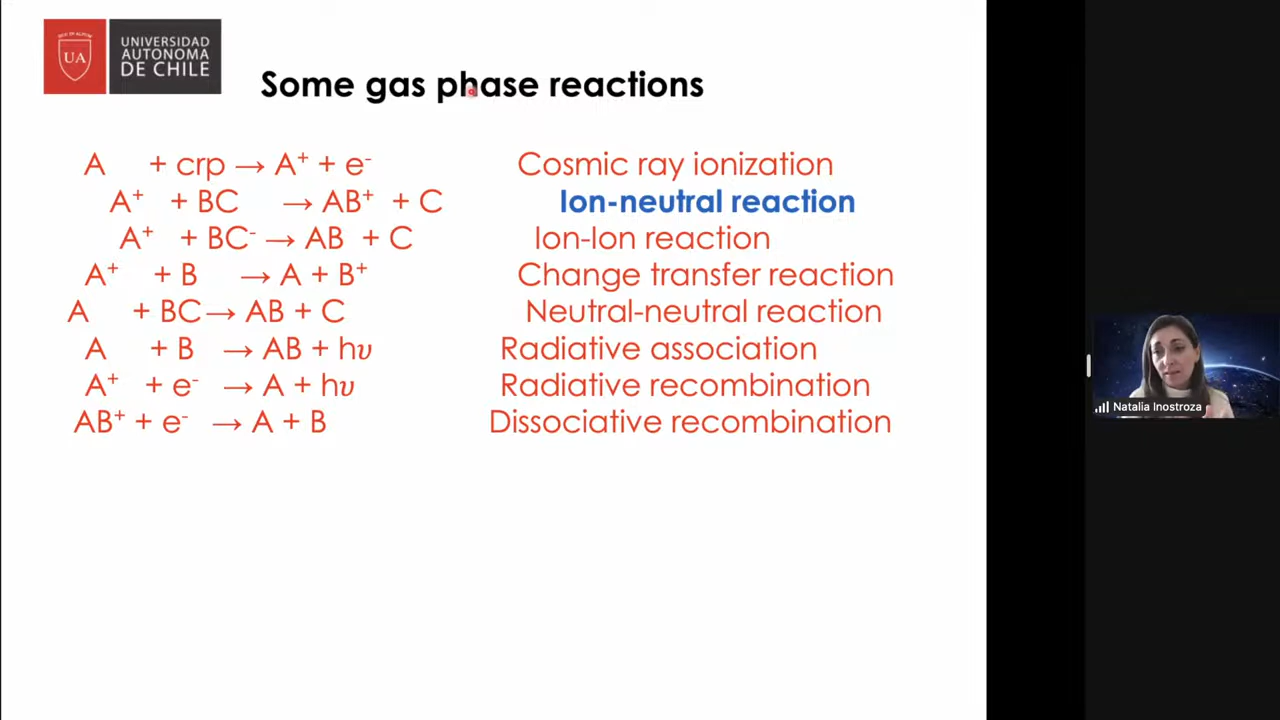 UA
UNIVERSIDAD
AUTONOMA
DE CHILE
Some gas phase reactions
A + crp → A⁺ + e⁻ Cosmic ray ionization
A⁺ + BC → AB⁺ + C Ion-neutral reaction
A⁺ + BC⁻ → AB + C Ion-Ion reaction
A⁺ + B → A + B⁺ Change transfer reaction
A + BC → AB + C Neutral-neutral reaction
A + B → AB + hυ Radiative association
A⁺ + e⁻ → A + hυ Radiative recombination
AB⁺ + e⁻ → A + B Dissociative recombination
Natalia Inostroza